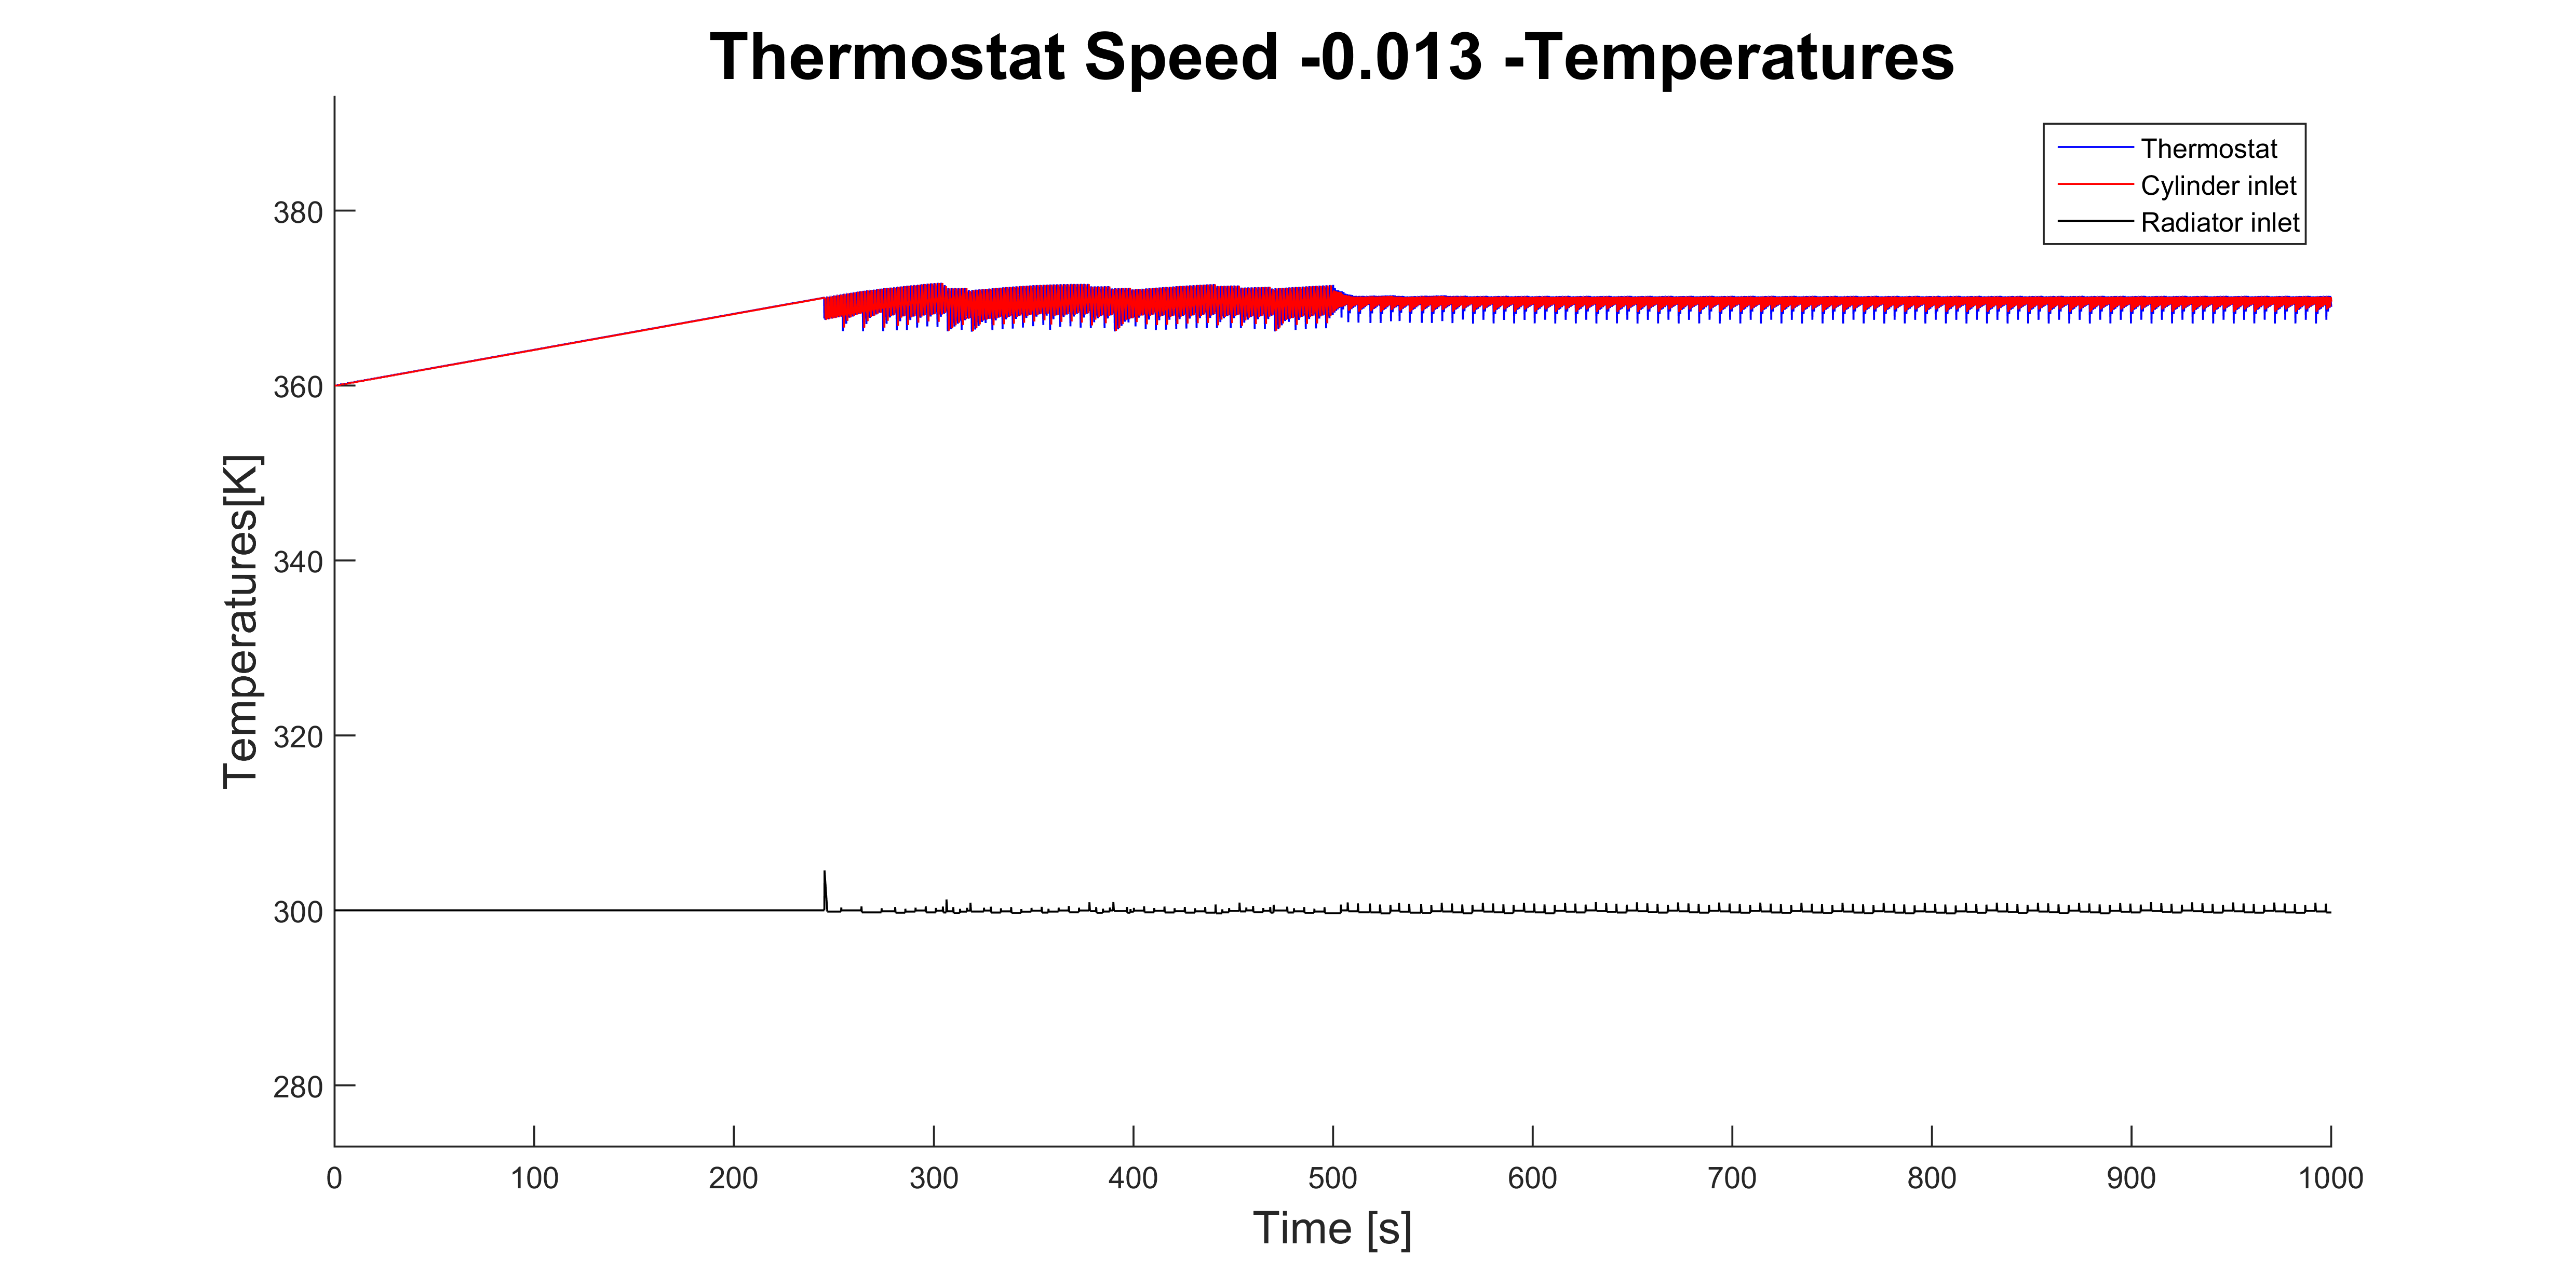 Thermostat Speed -0.013 -Temperatures
Thermostat
Cylinder inlet
Radiator inlet
Temperatures[K]
380
360
340
320
300
280
0 100 200 300 400 500 600 700 800 900 1000
Time [s]